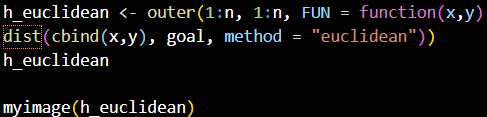 h_euclidean <- outer(1:n, 1:n, FUN = function(x,y)
dist(cbind(x,y), goal, method = "euclidean"))
h_euclidean
myimage(h_euclidean)